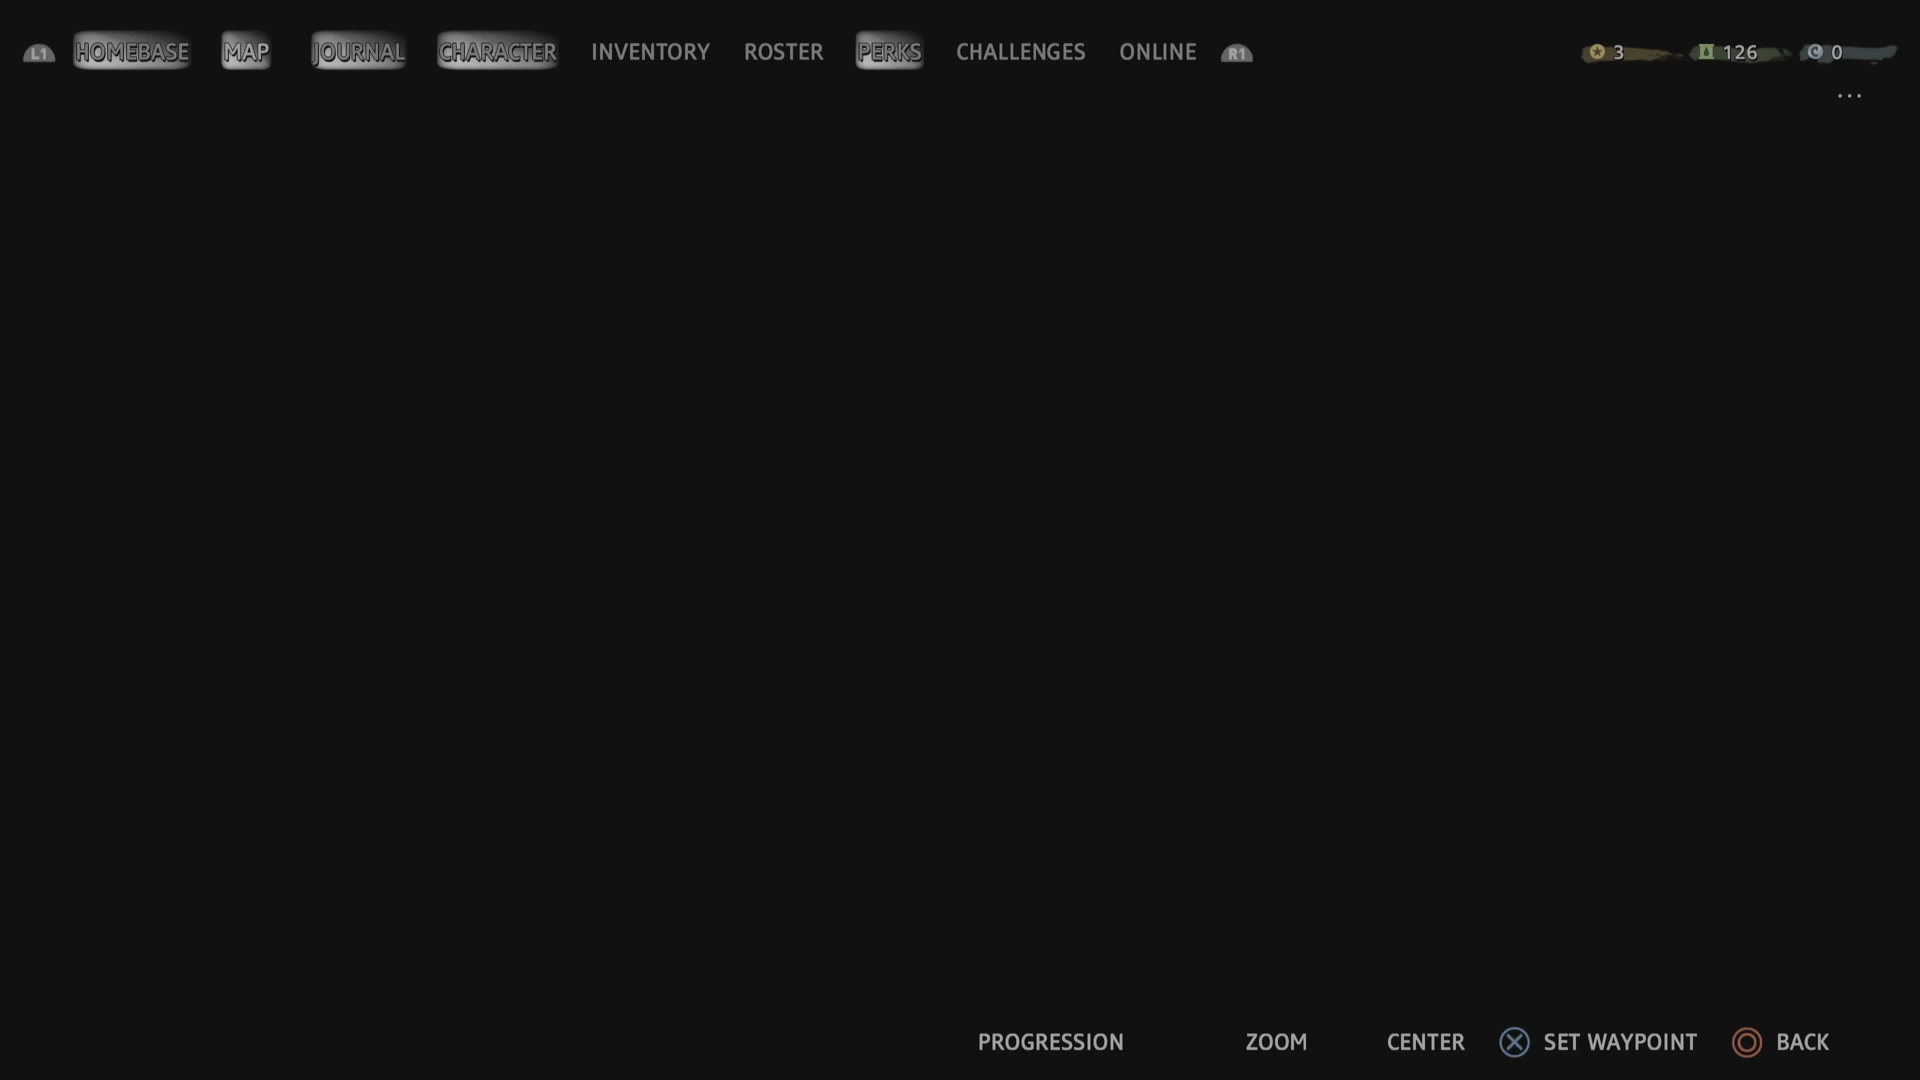 L1 HOMEBASE MAP JOURNAL CHARACTER INVENTORY ROSTER PERKS CHALLENGES ONLINE R1 3 126 0
...
PROGRESSION ZOOM CENTER SET WAYPOINT BACK